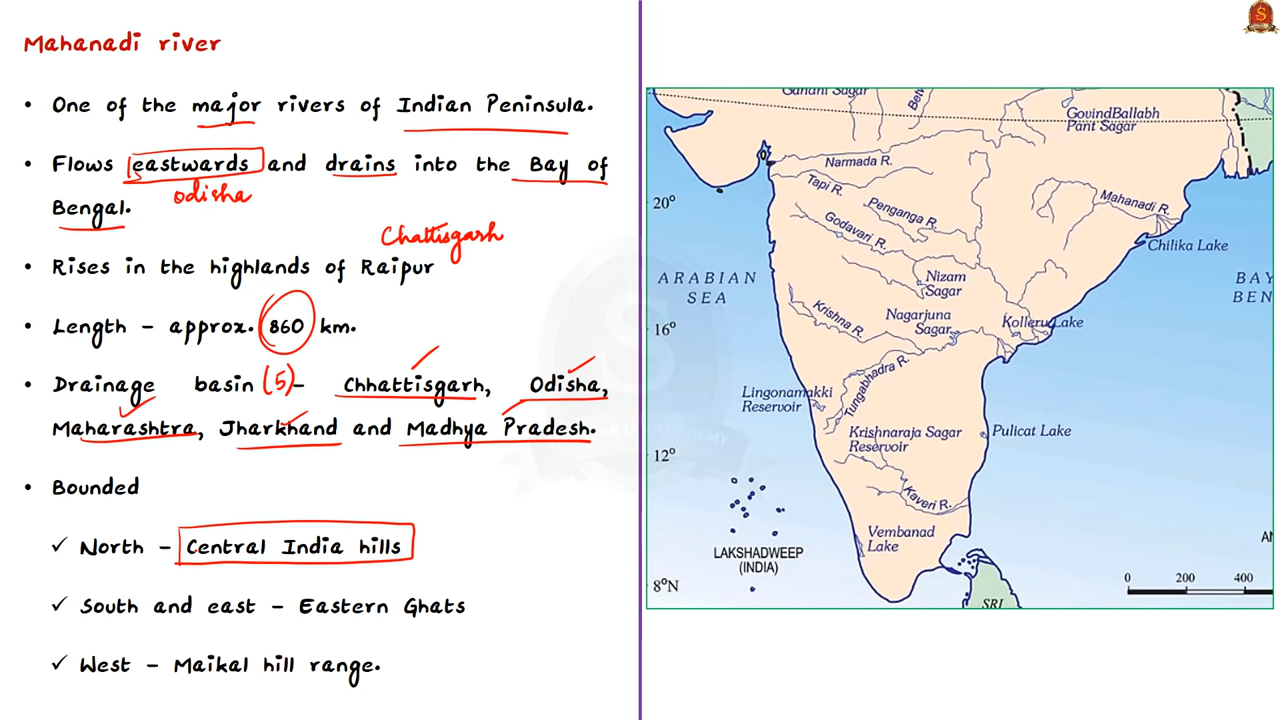 Mahanadi river
• One of the major rivers of Indian Peninsula.
• Flows eastwards and drains into the Bay of
odisha
Bengal.
Chattisgarh
• Rises in the highlands of Raipur
• Length – approx. 860 km.
• Drainage basin (5) – Chhattisgarh, Odisha,
Maharashtra, Jharkhand and Madhya Pradesh.
• Bounded
✓ North – Central India hills
✓ South and east – Eastern Ghats
✓ West – Maikal hill range.
Gandhi Sagar
Betw
GovindBallabh
Pant Sagar
Narmada R.
Tapi R.
Penganga R.
Mahanadi R.
20°
Godavari R.
Chilika Lake
ARABIAN
SEA
BAY
BEN
Nizam
Sagar
Krishna R.
Nagarjuna
Sagar
Kolleru Lake
16°
Tungabhadra R.
Lingonamakki
Reservoir
Krishnaraja Sagar
Reservoir
Pulicat Lake
12°
Kaveri R.
Vembanad
Lake
LAKSHADWEEP
(INDIA)
AN
8°N
0 200 400
SRI